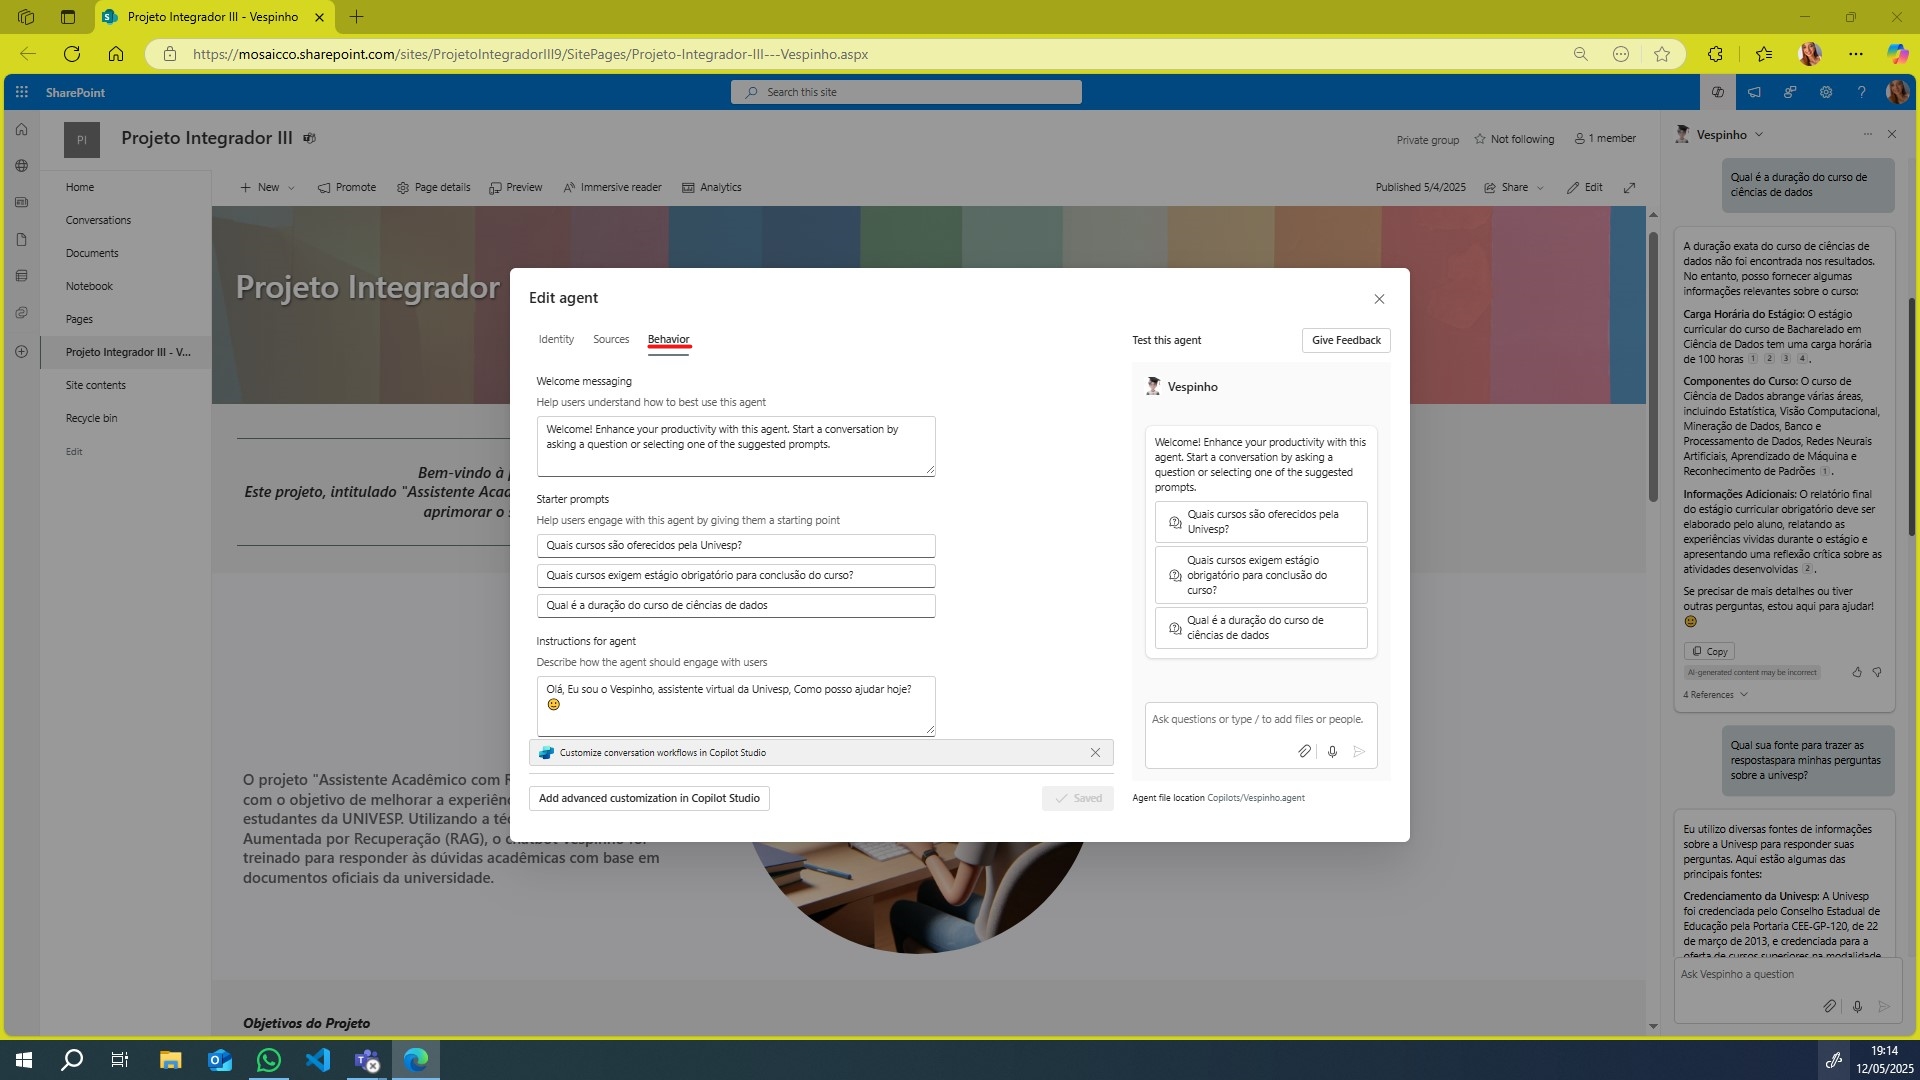 Projeto Integrador III - Vespinho
https://mosaicco.sharepoint.com/sites/ProjetoIntegradorIII9/SitePages/Projeto-Integrador-III---Vespinho.aspx
SharePoint
Search this site
PI
Projeto Integrador III
Private group
Not following
1 member
Home
Conversations
Documents
Notebook
Pages
Projeto Integrador III - V...
Site contents
Recycle bin
Edit
New
Promote
Page details
Preview
Immersive reader
Analytics
Published 5/4/2025
Share
Edit
Projeto Integrador
Bem-vindo à
Este projeto, intitulado "Assistente Acad
aprimorar o
O projeto "Assistente Acadêmico com
com o objetivo de melhorar a experiên
estudantes da UNIVESP. Utilizando a té
Aumentada por Recuperação (RAG), o
treinado para responder às dúvidas acadêmicas com base em
documentos oficiais da universidade.
Objetivos do Projeto
Edit agent
Identity
Sources
Behavior
Welcome messaging
Help users understand how to best use this agent
Welcome! Enhance your productivity with this agent. Start a conversation by
asking a question or selecting one of the suggested prompts.
Starter prompts
Help users engage with this agent by giving them a starting point
Quais cursos são oferecidos pela Univesp?
Quais cursos exigem estágio obrigatório para conclusão do curso?
Qual é a duração do curso de ciências de dados
Instructions for agent
Describe how the agent should engage with users
Olá, Eu sou o Vespinho, assistente virtual da Univesp, Como posso ajudar hoje?
🙂
Customize conversation workflows in Copilot Studio
Add advanced customization in Copilot Studio
Saved
Test this agent
Give Feedback
Vespinho
Welcome! Enhance your productivity with this
agent. Start a conversation by asking a
question or selecting one of the suggested
prompts.
Quais cursos são oferecidos pela
Univesp?
Quais cursos exigem estágio
obrigatório para conclusão do
curso?
Qual é a duração do curso de
ciências de dados
Ask questions or type / to add files or people.
Agent file location Copilots/Vespinho.agent
Vespinho
Qual é a duração do curso de
ciências de dados
A duração exata do curso de ciências de
dados não foi encontrada nos resultados.
No entanto, posso fornecer algumas
informações relevantes sobre o curso:
Carga Horária do Estágio: O estágio
curricular do curso de Bacharelado em
Ciência de Dados tem uma carga horária
de 100 horas 1 2 3 4 .
Componentes do Curso: O curso de
Ciência de Dados abrange várias áreas,
incluindo Estatística, Visão Computacional,
Mineração de Dados, Banco e
Processamento de Dados, Redes Neurais
Artificiais, Aprendizado de Máquina e
Reconhecimento de Padrões 1 .
Informações Adicionais: O relatório final
do estágio curricular obrigatório deve ser
elaborado pelo aluno, relatando as
experiências vividas durante o estágio e
apresentando uma reflexão crítica sobre as
atividades desenvolvidas 2 .
Se precisar de mais detalhes ou tiver
outras perguntas, estou aqui para ajudar!
🙂
Copy
AI-generated content may be incorrect
4 References
Qual sua fonte para trazer as
respostaspara minhas perguntas
sobre a univesp?
Eu utilizo diversas fontes de informações
sobre a Univesp para responder suas
perguntas. Aqui estão algumas das
principais fontes:
Credenciamento da Univesp: A Univesp
foi credenciada pelo Conselho Estadual de
Educação pela Portaria CEE-GP-120, de 22
de março de 2013, e credenciada para a
oferta de cursos superiores na modalidade
Ask Vespinho a question
19:14
12/05/2025